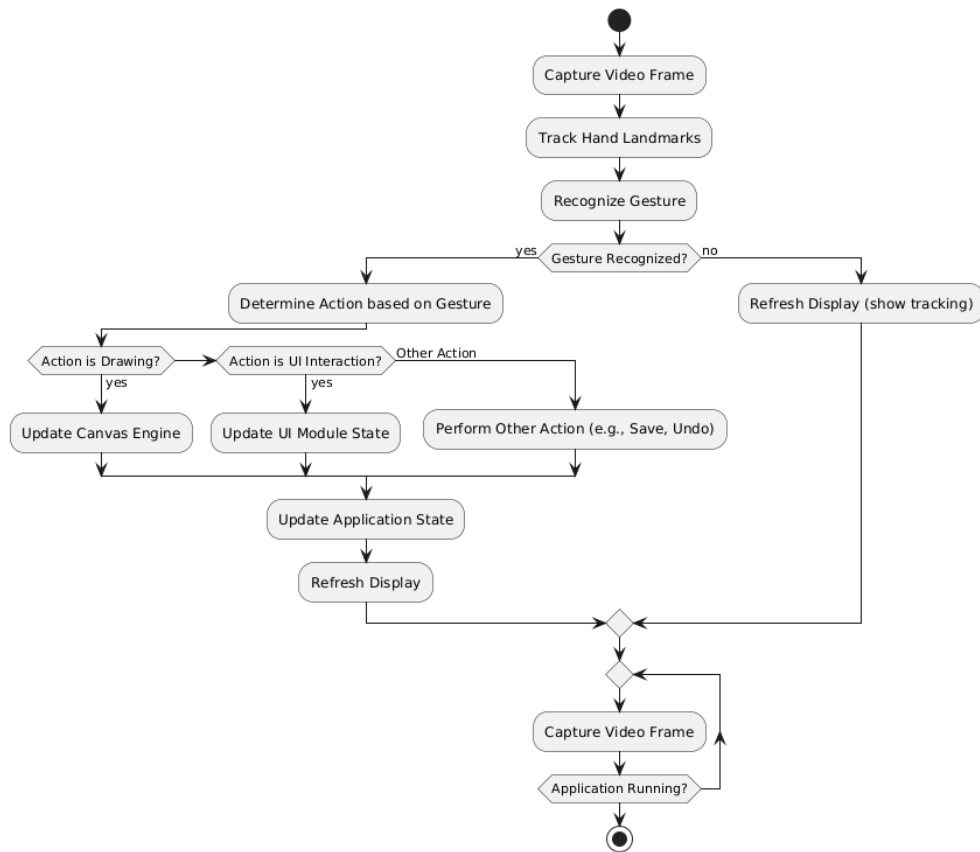 Capture Video Frame
Track Hand Landmarks
Recognize Gesture
yes
Gesture Recognized?
no
Determine Action based on Gesture
Refresh Display (show tracking)
Action is Drawing?
Action is UI Interaction?
Other Action
yes
yes
Update Canvas Engine
Update UI Module State
Perform Other Action (e.g., Save, Undo)
Update Application State
Refresh Display
Capture Video Frame
Application Running?